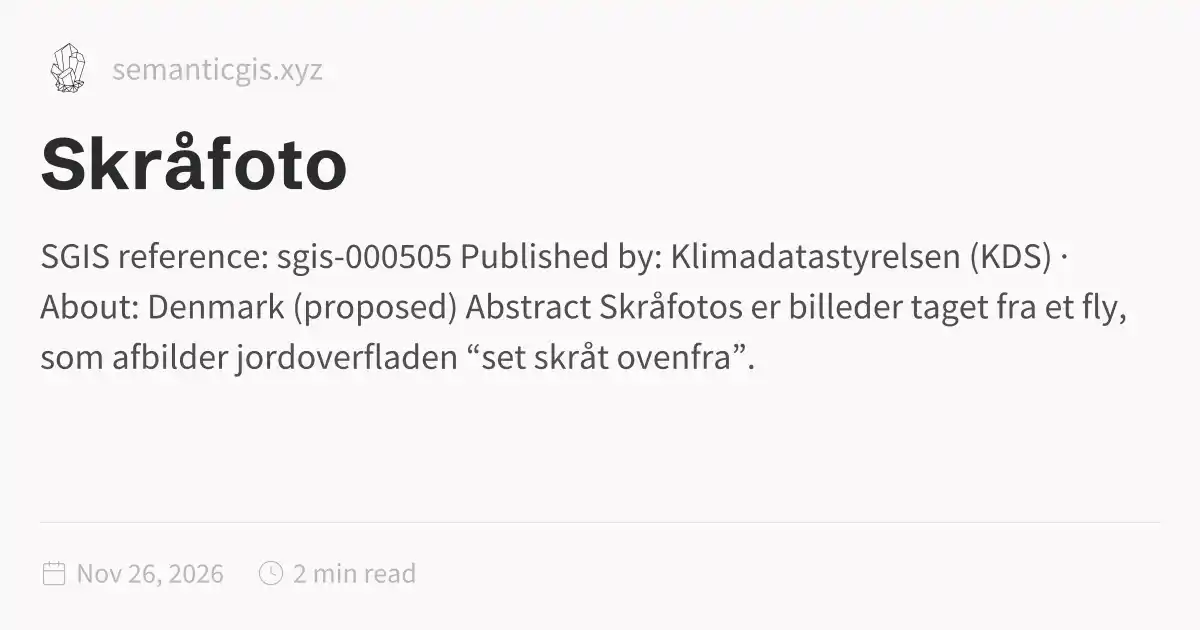 semanticgis.xyz
Skråfoto
SGIS reference: sgis-000505 Published by: Klimadatastyrelsen (KDS) ·
About: Denmark (proposed) Abstract Skråfotos er billeder taget fra et fly,
som afbilder jordoverfladen “set skråt ovenfra”.
Nov 26, 2026 2 min read